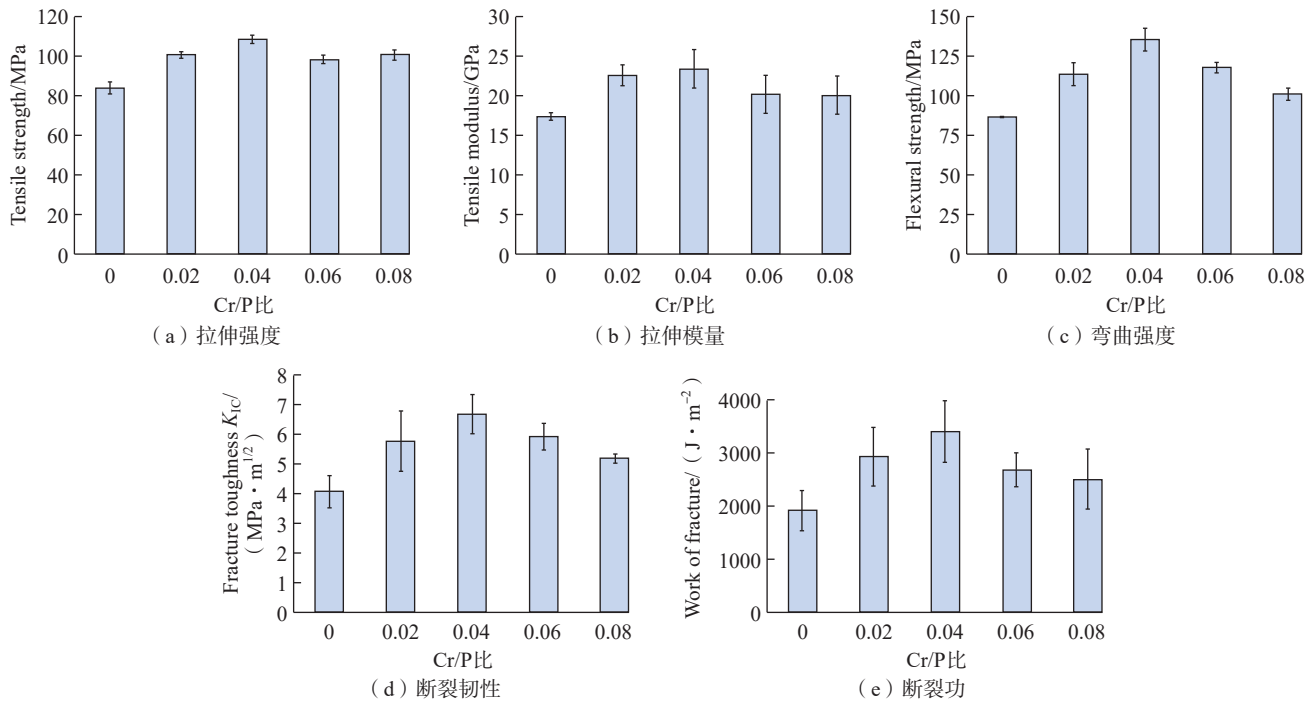 Tensile strength/MPa
120
100
80
60
40
20
0
0 0.02 0.04 0.06 0.08
Cr/P比
（a）拉伸强度
Tensile modulus/GPa
30
25
20
15
10
5
0
0 0.02 0.04 0.06 0.08
Cr/P比
（b）拉伸模量
Flexural strength/MPa
150
125
100
75
50
25
0
0 0.02 0.04 0.06 0.08
Cr/P比
（c）弯曲强度
Fracture toughness K_IC/
（MPa·m^1/2）
8
7
6
5
4
3
2
1
0
0 0.02 0.04 0.06 0.08
Cr/P比
（d）断裂韧性
Work of fracture/（J·m^−2）
4000
3000
2000
1000
0
0 0.02 0.04 0.06 0.08
Cr/P比
（e）断裂功